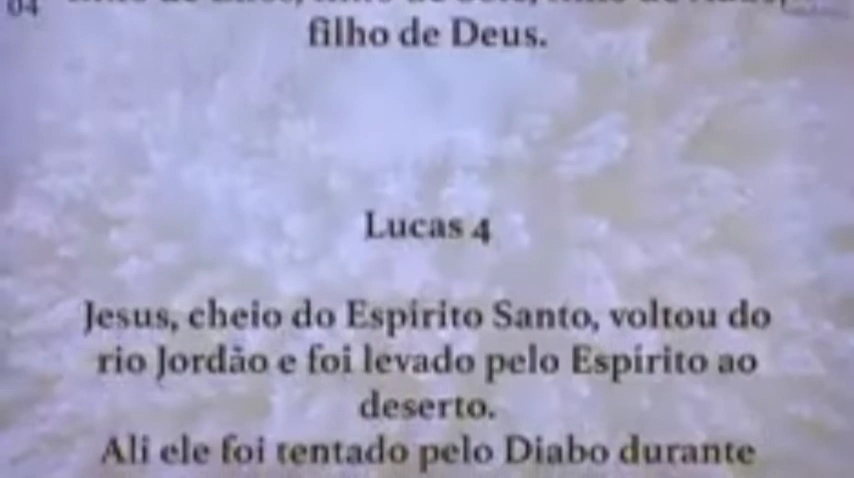 04
filho de Deus.
Lucas 4
Jesus, cheio do Espírito Santo, voltou do
rio Jordão e foi levado pelo Espírito ao
deserto.
Ali ele foi tentado pelo Diabo durante